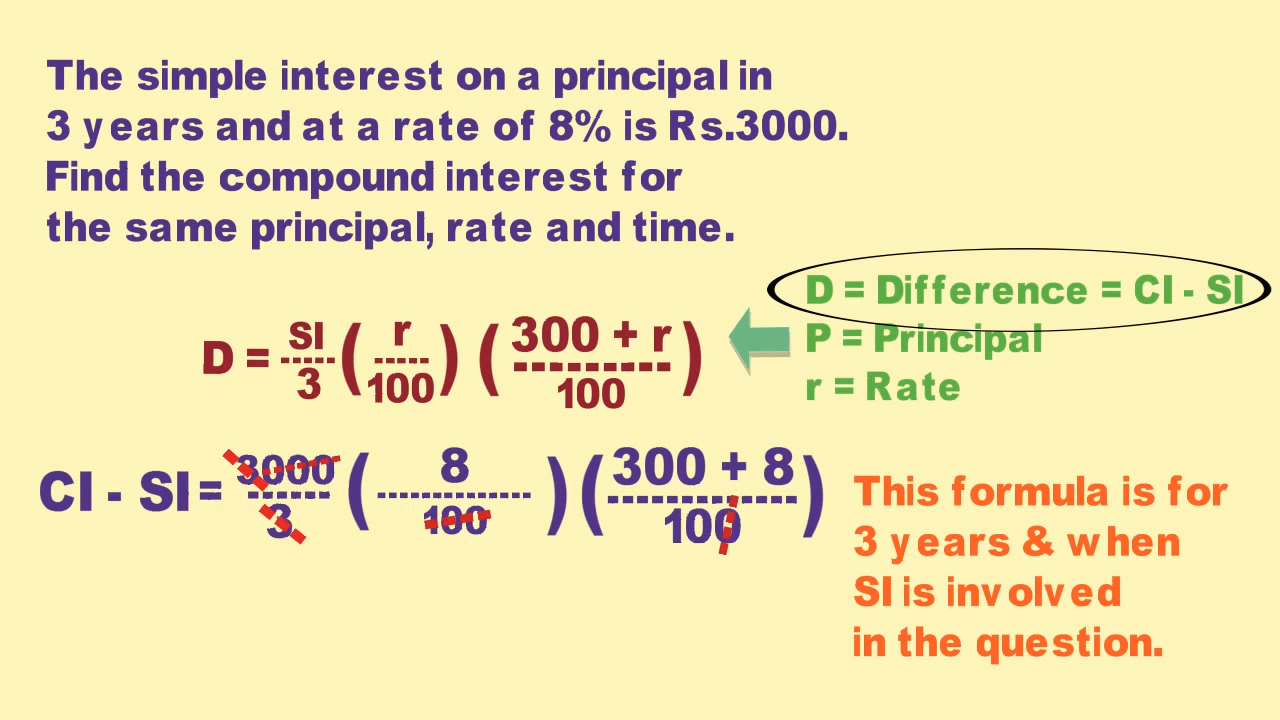 The simple interest on a principal in
3 years and at a rate of 8% is Rs.3000.
Find the compound interest for
the same principal, rate and time.
D = Difference = CI - SI
P = Principal
r = Rate
D = SI/3 (r/100) (300 + r/100)
CI - SI = 3000/3 (8/100) (300 + 8/100)
This formula is for
3 years & when
SI is involved
in the question.